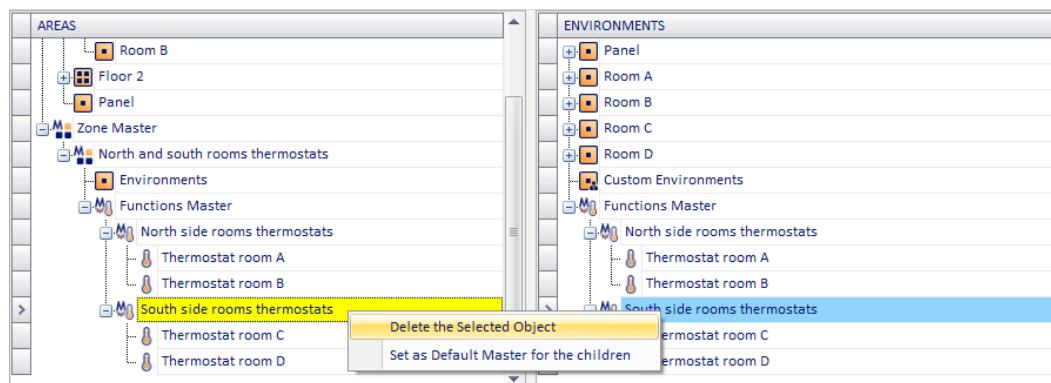 AREAS
Room B
Floor 2
Panel
Zone Master
North and south rooms thermostats
Environments
Functions Master
North side rooms thermostats
Thermostat room A
Thermostat room B
South side rooms thermostats
Thermostat room C
Thermostat room D
Delete the Selected Object
Set as Default Master for the children
ENVIRONMENTS
Panel
Room A
Room B
Room C
Room D
Custom Environments
Functions Master
North side rooms thermostats
Thermostat room A
Thermostat room B
South side rooms thermostats
ermostat room C
ermostat room D